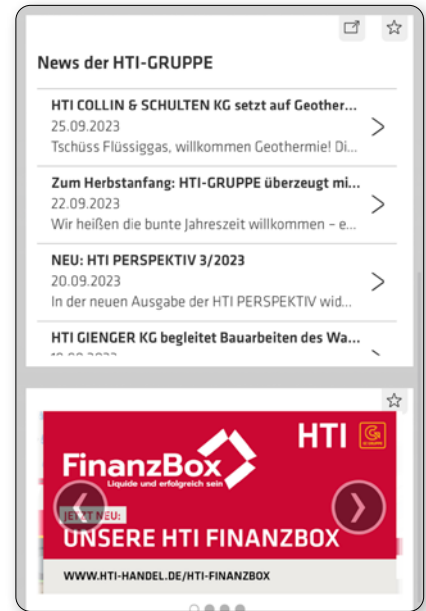 News der HTI-GRUPPE
HTI COLLIN & SCHULTEN KG setzt auf Geother...
25.09.2023
Tschüss Flüssiggas, willkommen Geothermie! Di...
Zum Herbstanfang: HTI-GRUPPE überzeugt mi...
22.09.2023
Wir heißen die bunte Jahreszeit willkommen – e...
NEU: HTI PERSPEKTIV 3/2023
20.09.2023
In der neuen Ausgabe der HTI PERSPEKTIV wid...
HTI GIENGER KG begleitet Bauarbeiten des Wa...
HTI
FinanzBox
Liquide und erfolgreich sein
JETZT NEU:
UNSERE HTI FINANZBOX
WWW.HTI-HANDEL.DE/HTI-FINANZBOX